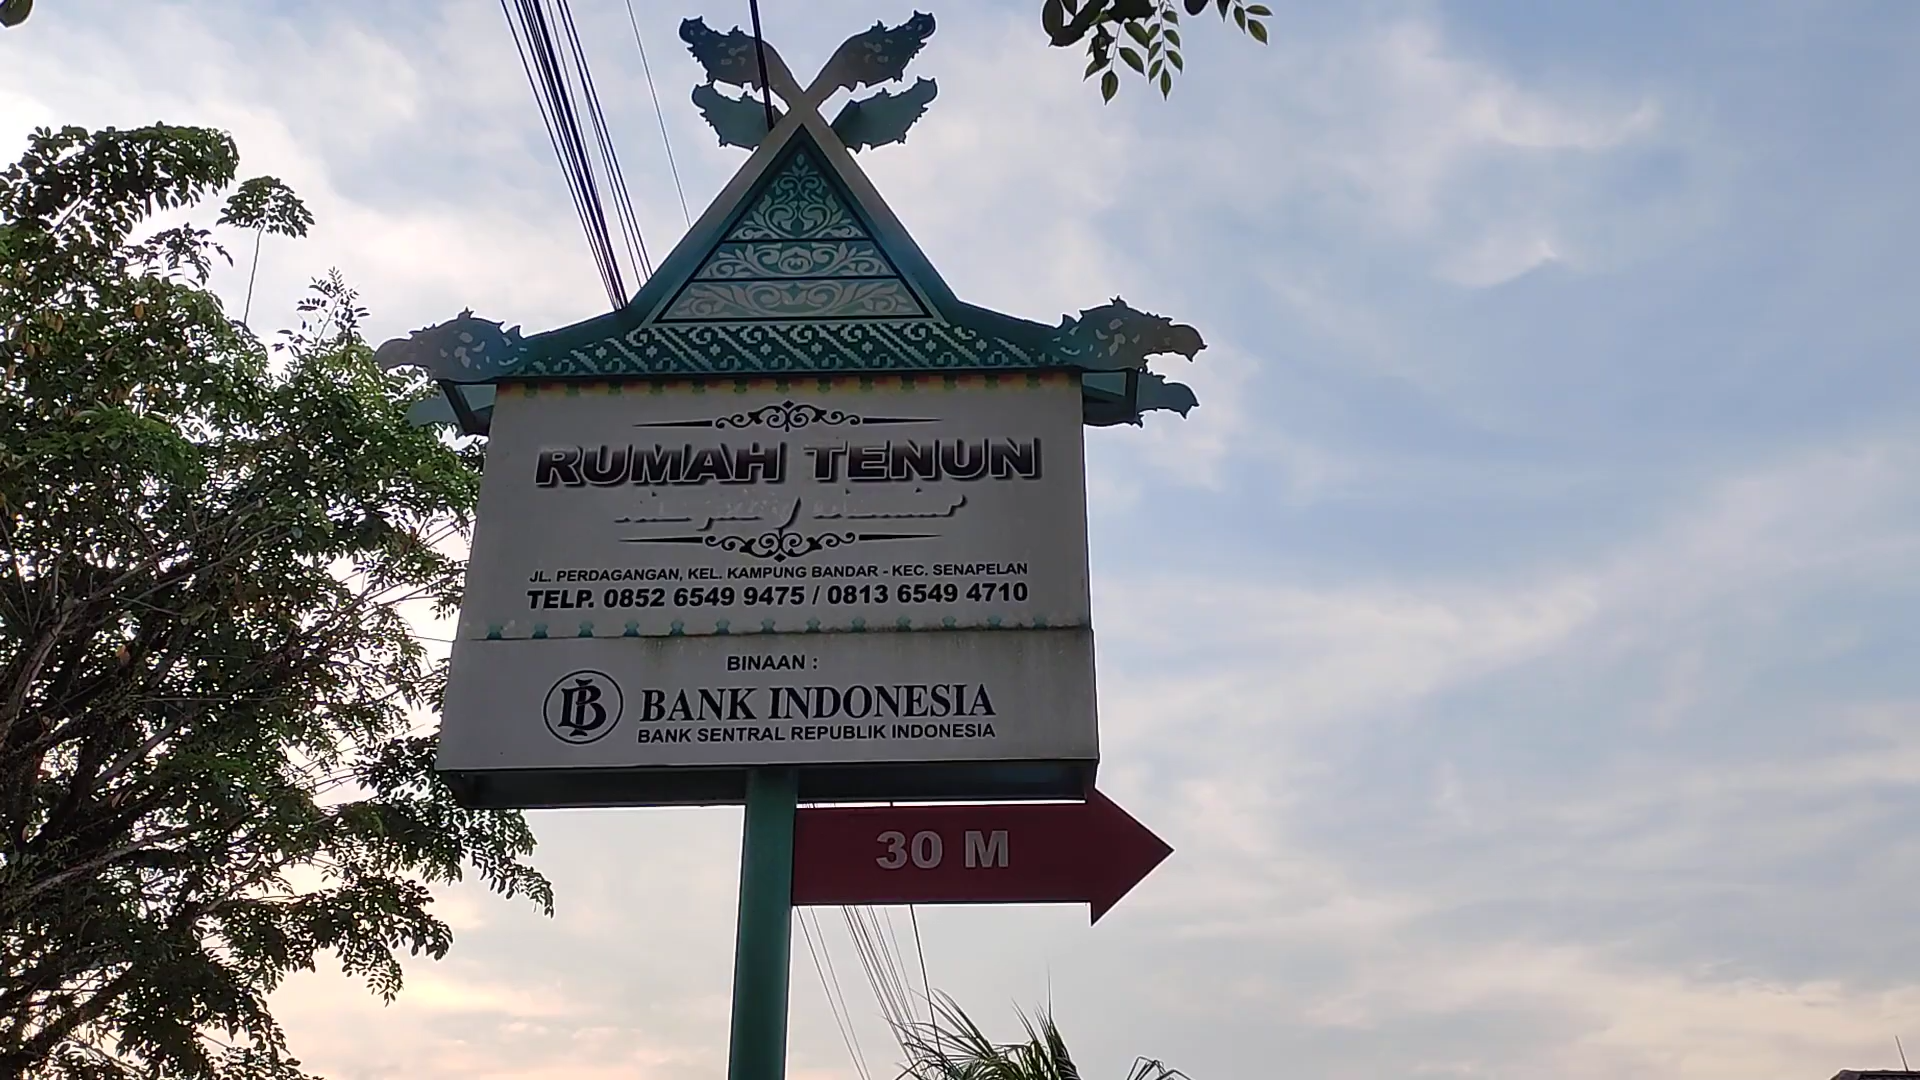 RUMAH TENUN
JL. PERDAGANGAN, KEL. KAMPUNG BANDAR - KEC. SENAPELAN
TELP. 0852 6549 9475 / 0813 6549 4710
BINAAN :
BANK INDONESIA
BANK SENTRAL REPUBLIK INDONESIA
30 M